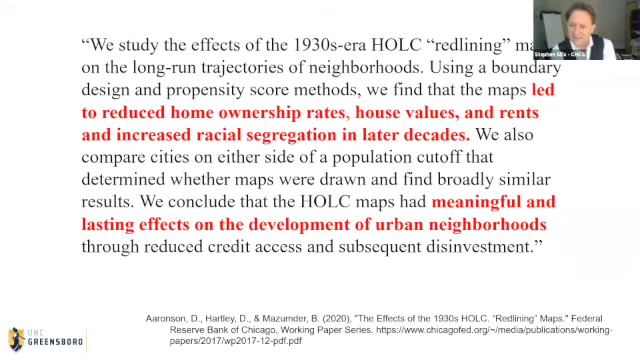 “We study the effects of the 1930s-era HOLC “redlining” ma
on the long-run trajectories of neighborhoods. Using a boundary
design and propensity score methods, we find that the maps led
to reduced home ownership rates, house values, and rents
and increased racial segregation in later decades. We also
compare cities on either side of a population cutoff that
determined whether maps were drawn and find broadly similar
results. We conclude that the HOLC maps had meaningful and
lasting effects on the development of urban neighborhoods
through reduced credit access and subsequent disinvestment.”
Aaronson, D., Hartley, D., & Mazumder, B. (2020), "The Effects of the 1930s HOLC. “Redlining” Maps." Federal
Reserve Bank of Chicago, Working Paper Series. https://www.chicagofed.org/~/media/publications/working-
papers/2017/wp2017-12-pdf.pdf
UNC
GREENSBORO
Stephen - CHCS